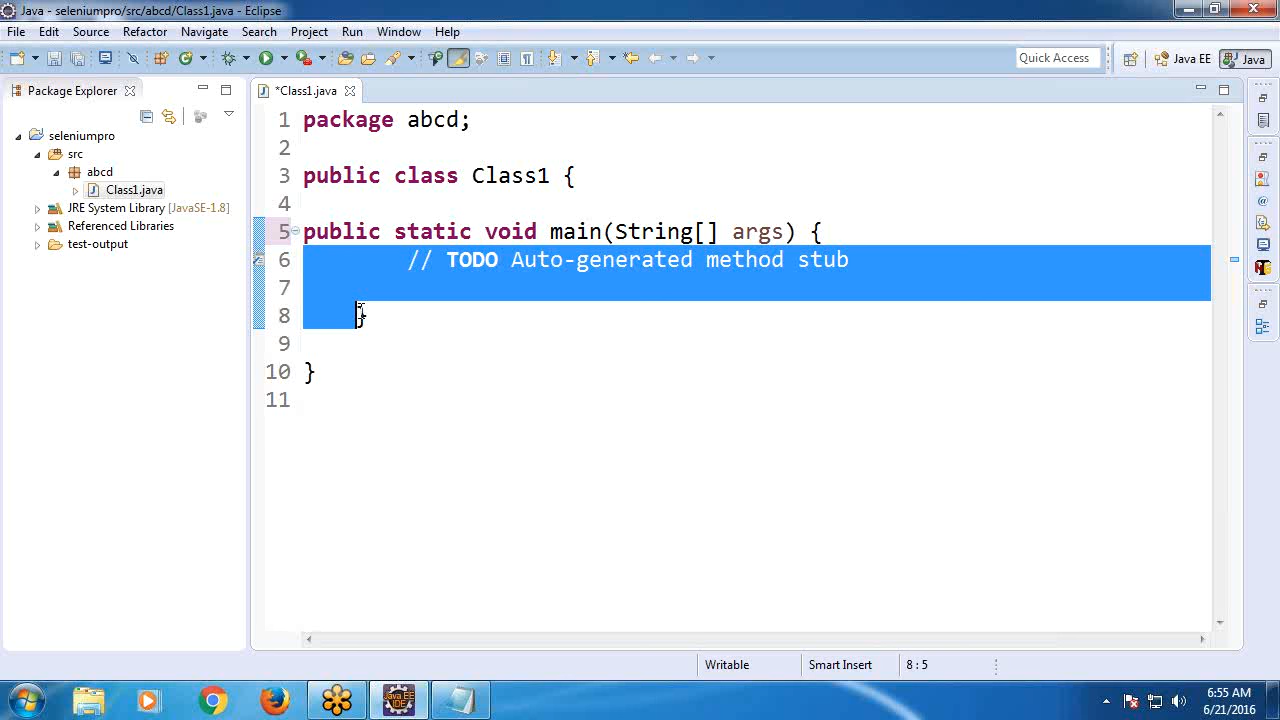 Java - seleniumpro/src/abcd/Class1.java - Eclipse
File Edit Source Refactor Navigate Search Project Run Window Help
Quick Access
Java EE
Java
Package Explorer
*Class1.java
seleniumpro
src
abcd
Class1.java
JRE System Library [JavaSE-1.8]
Referenced Libraries
test-output
1 package abcd;
2
3 public class Class1 {
4
5 public static void main(String[] args) {
6 // TODO Auto-generated method stub
7
8 }
9
10 }
11
Writable
Smart Insert
8 : 5
Java EE
IDE
6:55 AM
6/21/2016